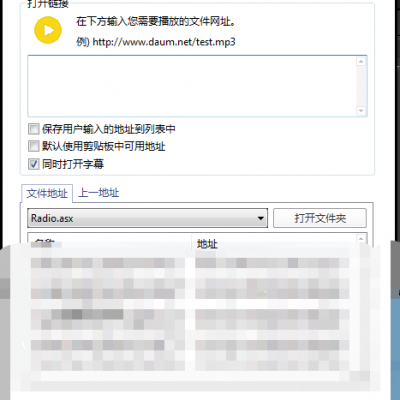 打开链接
在下方输入您需要播放的文件网址。
例) http://www.daum.net/test.mp3
保存用户输入的地址到列表中
默认使用剪贴板中可用地址
同时打开字幕
文件地址 上一地址
Radio.asx 打开文件夹
名称 地址